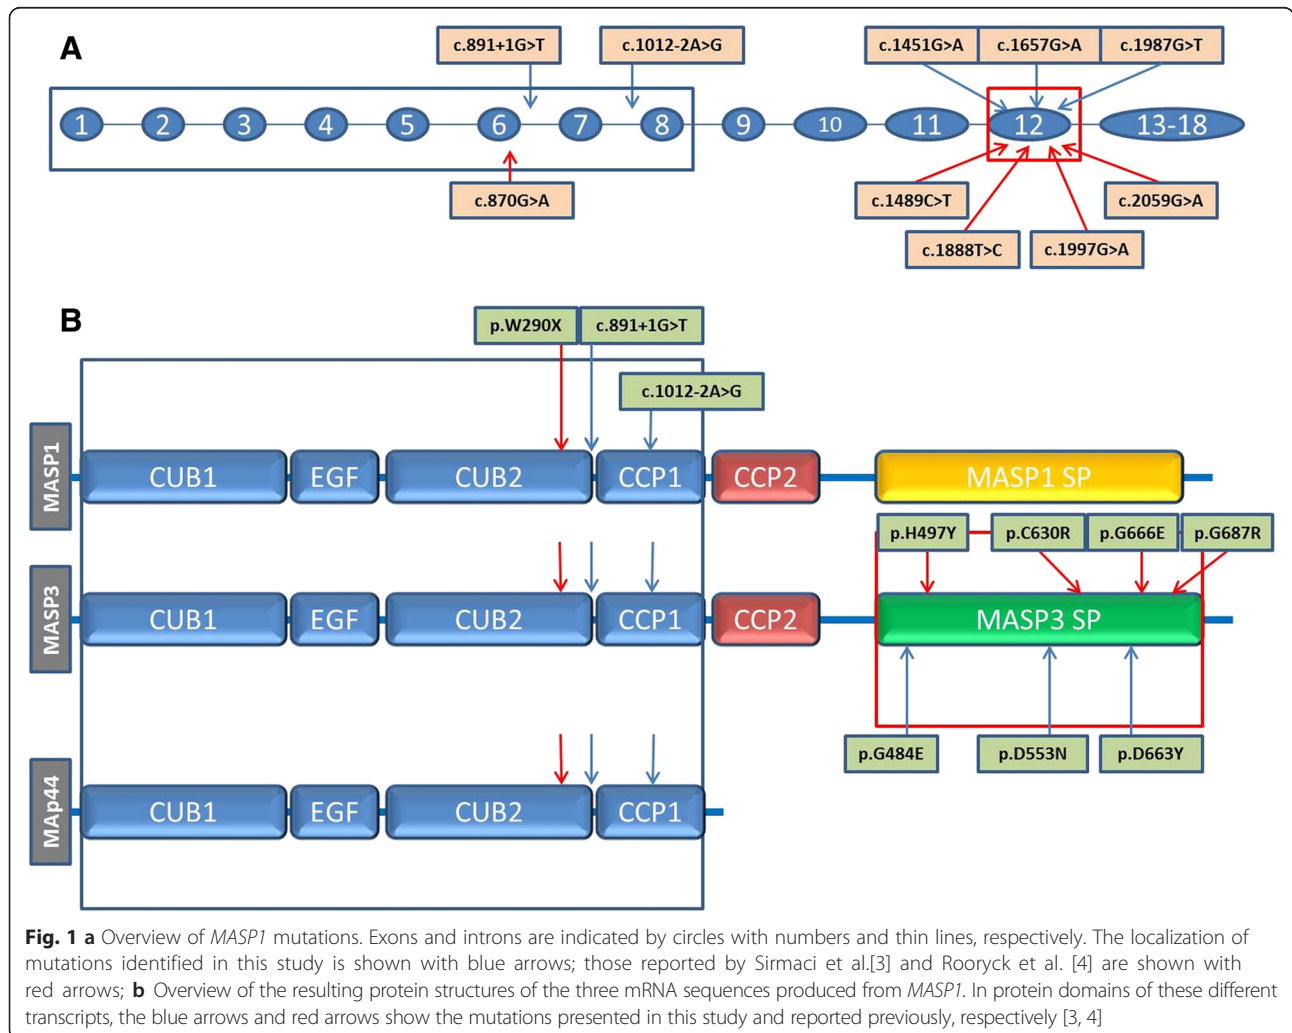 A
c.891+1G>T
c.1012-2A>G
c.1451G>A
c.1657G>A
c.1987G>T
1
2
3
4
5
6
7
8
9
10
11
12
13-18
c.870G>A
c.1489C>T
c.2059G>A
c.1888T>C
c.1997G>A
B
p.W290X
c.891+1G>T
c.1012-2A>G
MASP1
CUB1
EGF
CUB2
CCP1
CCP2
MASP1 SP
p.H497Y
p.C630R
p.G666E
p.G687R
MASP3
CUB1
EGF
CUB2
CCP1
CCP2
MASP3 SP
p.G484E
p.D553N
p.D663Y
MAp44
CUB1
EGF
CUB2
CCP1
Fig. 1 a Overview of MASP1 mutations. Exons and introns are indicated by circles with numbers and thin lines, respectively. The localization of
mutations identified in this study is shown with blue arrows; those reported by Sirmaci et al.[3] and Rooryck et al. [4] are shown with
red arrows; b Overview of the resulting protein structures of the three mRNA sequences produced from MASP1. In protein domains of these different
transcripts, the blue arrows and red arrows show the mutations presented in this study and reported previously, respectively [3, 4]